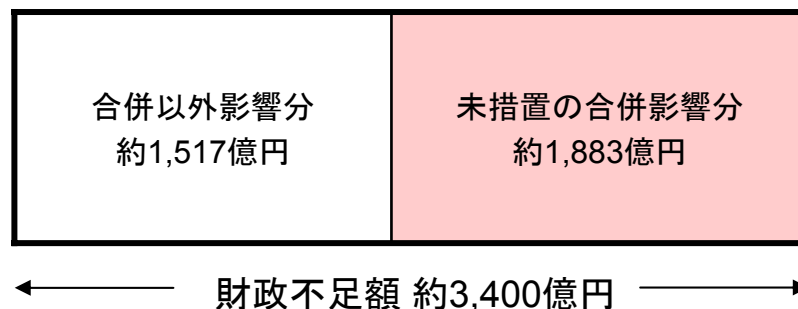 合併以外影響分
約1,517億円
未措置の合併影響分
約1,883億円
財政不足額 約3,400億円